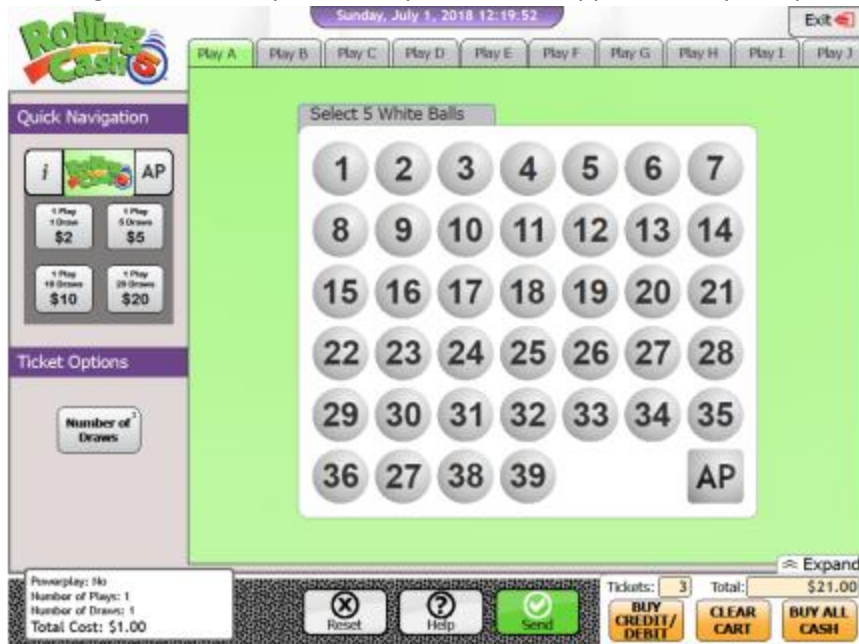 Sunday, July 1, 2018 12:19:52
Exit
Rolling
Cash 5
Play A Play B Play C Play D Play E Play F Play G Play H Play I Play J
Quick Navigation
i AP
1 Play
1 Draw
$2
1 Play
5 Draws
$5
1 Play
10 Draws
$10
1 Play
20 Draws
$20
Ticket Options
Number of
Draws
Select 5 White Balls
1 2 3 4 5 6 7
8 9 10 11 12 13 14
15 16 17 18 19 20 21
22 23 24 25 26 27 28
29 30 31 32 33 34 35
36 27 38 39 AP
Expand
Powerplay: No
Number of Plays: 1
Number of Draws: 1
Total Cost: $1.00
Reset
Help
Send
Tickets: 3 Total: $21.00
BUY
CREDIT/
DEBIT
CLEAR
CART
BUY ALL
CASH